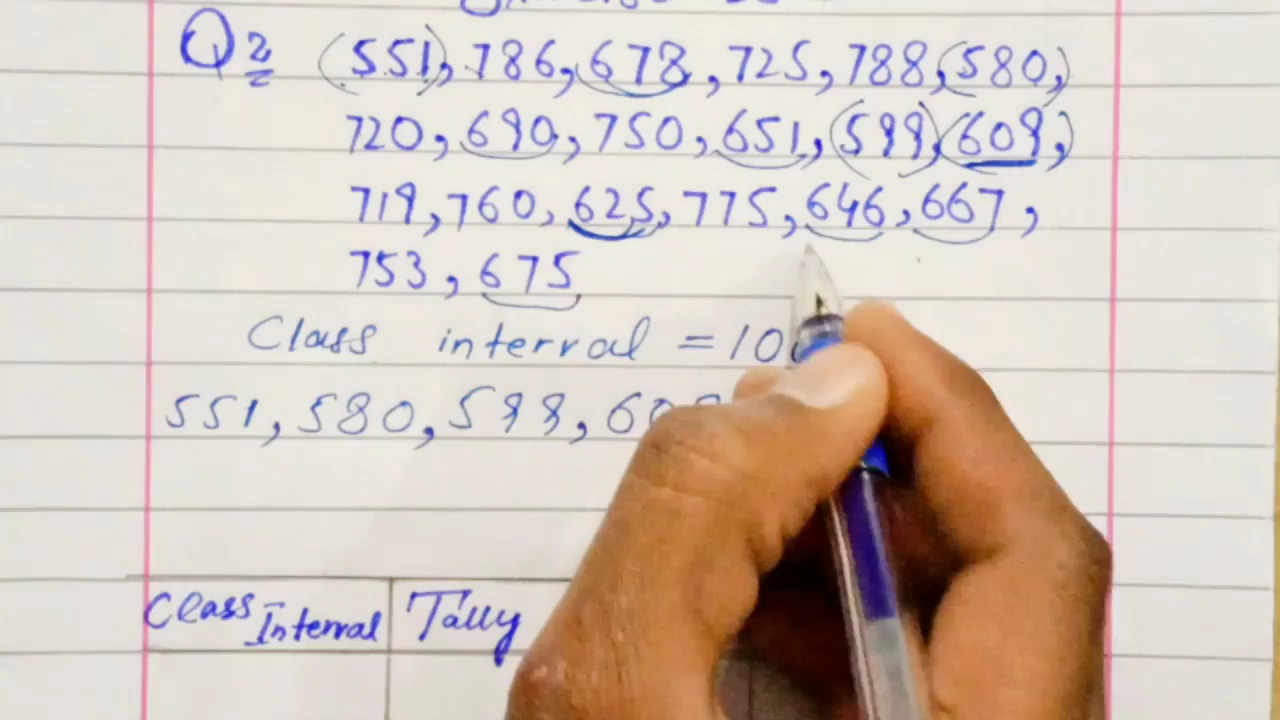 Q2 (551), 786, 678, 725, 788, (580,)
720, 690, 750, 651, (599)(609,)
719, 760, 625, 775, 646, 667,
753, 675
Class interval = 10
551, 580, 599, 609
Class Interval Tally